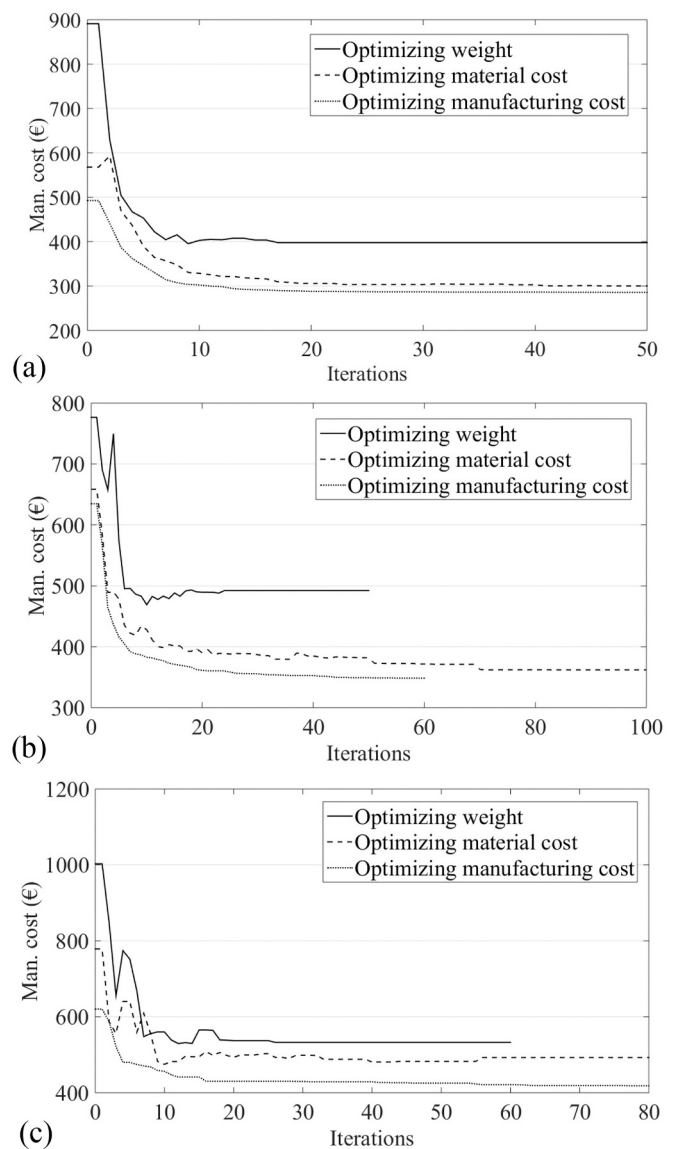 900
800
700
600
500
400
300
200
Man. cost (€)
Optimizing weight
Optimizing material cost
Optimizing manufacturing cost
0 10 20 30 40 50
Iterations
(a)
800
700
600
500
400
300
Man. cost (€)
Optimizing weight
Optimizing material cost
Optimizing manufacturing cost
0 20 40 60 80 100
Iterations
(b)
1200
1000
800
600
400
Man. cost (€)
Optimizing weight
Optimizing material cost
Optimizing manufacturing cost
0 10 20 30 40 50 60 70 80
Iterations
(c)